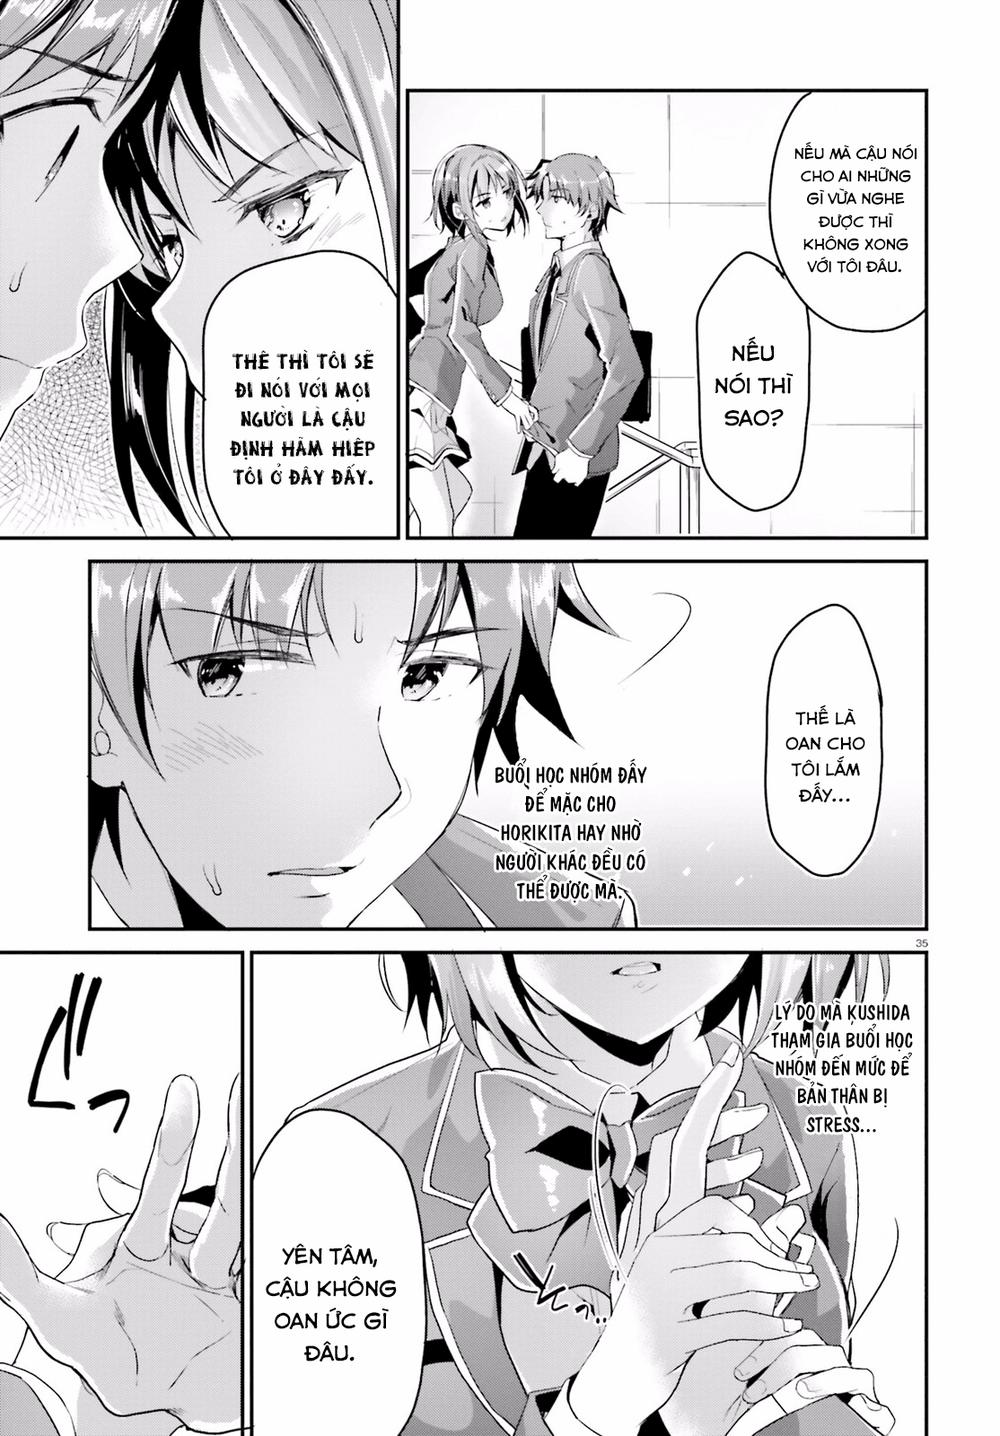 NẾU MÀ CẬU NÓI
CHO AI NHỮNG
GÌ VỪA NGHE
ĐƯỢC THÌ
KHÔNG XONG
VỚI TÔI ĐÂU.
NẾU
NÓI THÌ
SAO?
THẾ THÌ TÔI SẼ
ĐI NÓI VỚI MỌI
NGƯỜI LÀ CẬU
ĐỊNH HÃM HIẾP
TÔI Ở ĐÂY ĐẤY.
THẾ LÀ
OAN CHO
TÔI LẮM
ĐẤY...
BUỔI HỌC NHÓM ĐẤY
ĐỂ MẶC CHO
HORIKITA HAY NHỜ
NGƯỜI KHÁC ĐỀU CÓ
THỂ ĐƯỢC MÀ.
35
LÝ DO MÀ KUSHIDA
THAM GIA BUỔI HỌC
NHÓM ĐẾN MỨC ĐỂ
BẢN THÂN BỊ
STRESS...
YÊN TÂM,
CẬU KHÔNG
OAN ỨC GÌ
ĐÂU.